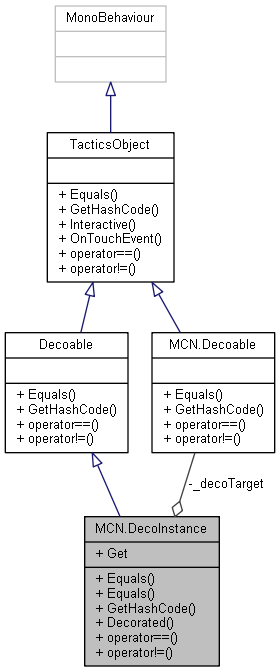 MonoBehaviour
TacticsObject
+ Equals()
+ GetHashCode()
+ Interactive()
+ OnTouchEvent()
+ operator==()
+ operator!=()
Decoable
+ Equals()
+ GetHashCode()
+ operator==()
+ operator!=()
MCN.Decoable
+ Equals()
+ GetHashCode()
+ operator==()
+ operator!=()
-_decoTarget
MCN.DecoInstance
+ Get
+ Equals()
+ Equals()
+ GetHashCode()
+ Decorated()
+ operator==()
+ operator!=()